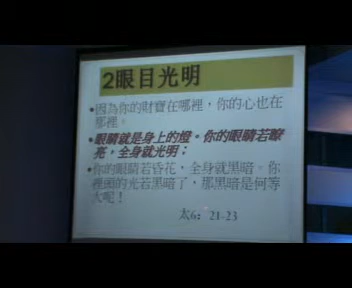 2眼目光明
•因為你的財寶在哪裡，你的心也在
那裡。
•眼睛就是身上的燈。你的眼睛若瞭
亮，全身就光明；
•你的眼睛若昏花，全身就黑暗。你
裡頭的光若黑暗了，那黑暗是何等
大呢！
太6：21-23